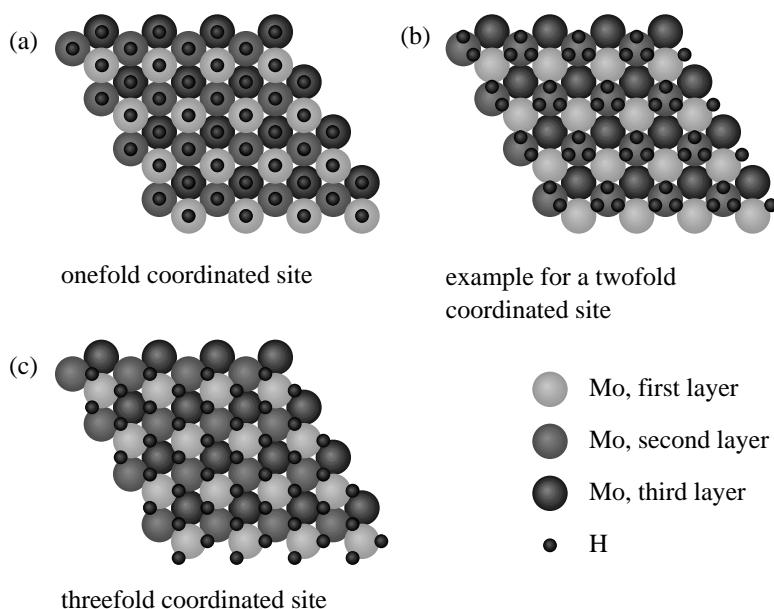 (a)
(b)
onefold coordinated site
example for a twofold
coordinated site
(c)
Mo, first layer
Mo, second layer
Mo, third layer
H
threefold coordinated site